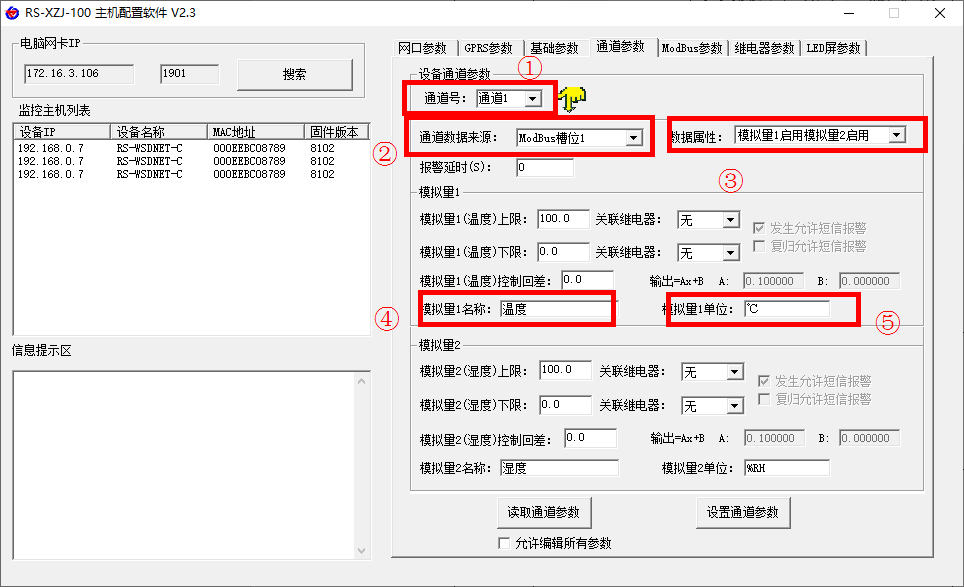 RS-XZJ-100 主机配置软件 V2.3
电脑网卡IP
172.16.3.106 1901 搜索
监控主机列表
设备IP 设备名称 MAC地址 固件版本
192.168.0.7 RS-WSDNET-C 000EEBC08789 8102
192.168.0.7 RS-WSDNET-C 000EEBC08789 8102
192.168.0.7 RS-WSDNET-C 000EEBC08789 8102
信息提示区
网口参数 GPRS参数 基础参数 通道参数 ModBus参数 继电器参数 LED屏参数
设备通道参数 ①
通道号： 通道1
② 通道数据来源： ModBus槽位1 数据属性： 模拟量1启用模拟量2启用
报警延时(S)： 0 ③
模拟量1
模拟量1(温度)上限： 100.0 关联继电器： 无 发生允许短信报警
模拟量1(温度)下限： 0.0 关联继电器： 无 复归允许短信报警
模拟量1(温度)控制回差： 0.0 输出=Ax+B A: 0.100000 B: 0.000000
④ 模拟量1名称： 温度 模拟量1单位： ℃ ⑤
模拟量2
模拟量2(湿度)上限： 100.0 关联继电器： 无 发生允许短信报警
模拟量2(湿度)下限： 0.0 关联继电器： 无 复归允许短信报警
模拟量2(湿度)控制回差： 0.0 输出=Ax+B A: 0.100000 B: 0.000000
模拟量2名称： 湿度 模拟量2单位： %RH
读取通道参数 设置通道参数
允许编辑所有参数